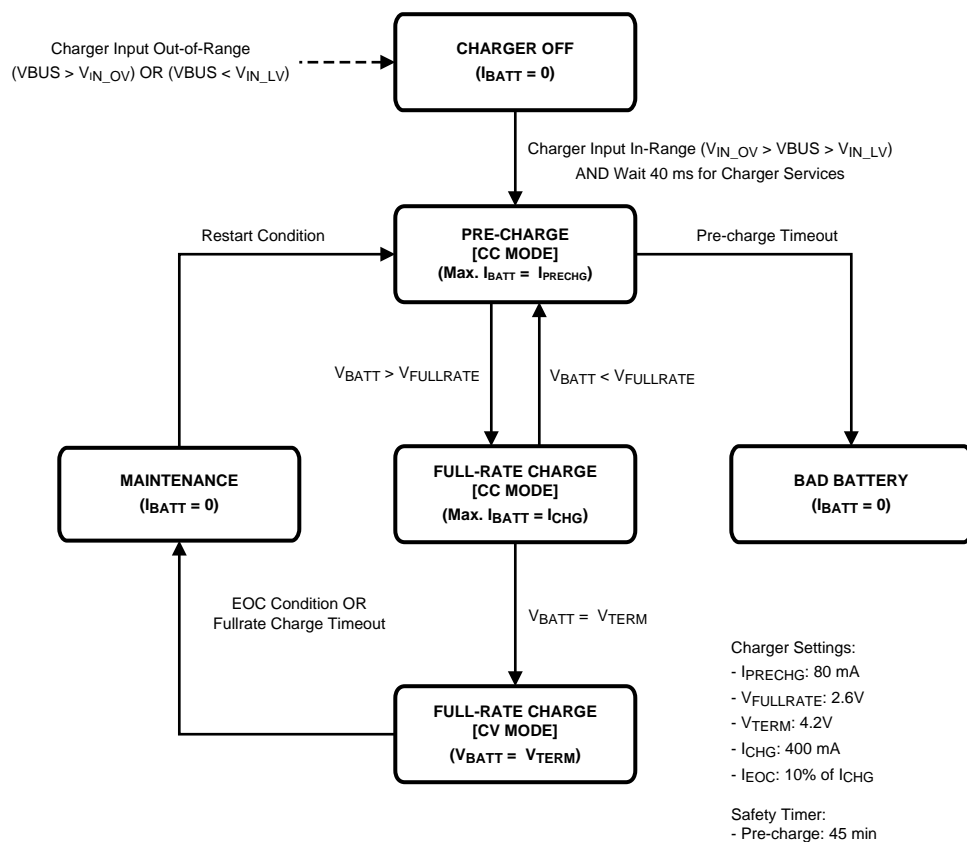 Charger Input Out-of-Range
(VBUS > VIN_OV) OR (VBUS < VIN_LV)
CHARGER OFF
(IBATT = 0)
Charger Input In-Range (VIN_OV > VBUS > VIN_LV)
AND Wait 40 ms for Charger Services
Restart Condition
PRE-CHARGE
[CC MODE]
(Max. IBATT = IPRECHG)
Pre-charge Timeout
VBATT > VFULLRATE
VBATT < VFULLRATE
MAINTENANCE
(IBATT = 0)
FULL-RATE CHARGE
[CC MODE]
(Max. IBATT = ICHG)
BAD BATTERY
(IBATT = 0)
EOC Condition OR
Fullrate Charge Timeout
VBATT = VTERM
FULL-RATE CHARGE
[CV MODE]
(VBATT = VTERM)
Charger Settings:
- IPRECHG: 80 mA
- VFULLRATE: 2.6V
- VTERM: 4.2V
- ICHG: 400 mA
- IEOC: 10% of ICHG
Safety Timer:
- Pre-charge: 45 min